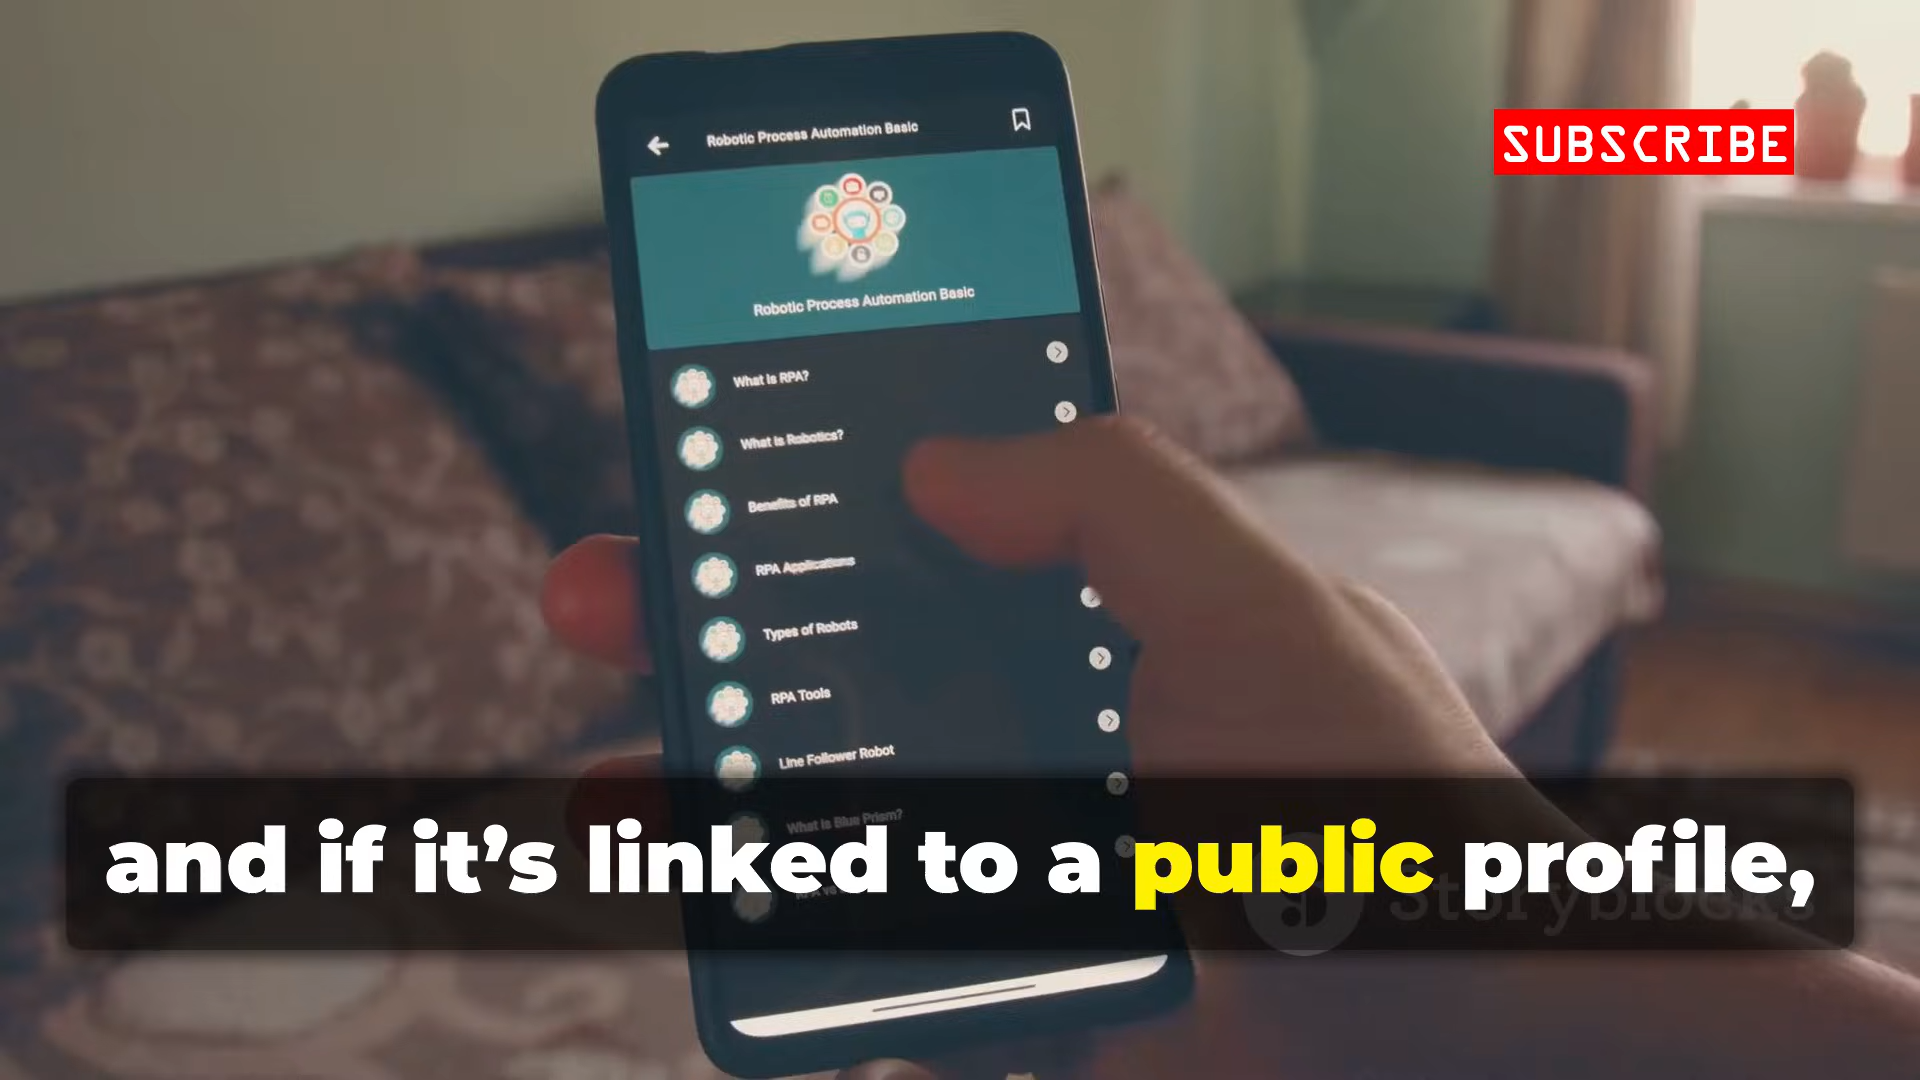 Robotic Process Automation Basic
SUBSCRIBE
Robotic Process Automation Basic
What Is RPA?
What Is Robotics?
Benefits of RPA
RPA Applications
Types of Robots
RPA Tools
Line Follower Robot
What Is Blue Prism?
and if it’s linked to a public profile,
Storyblocks